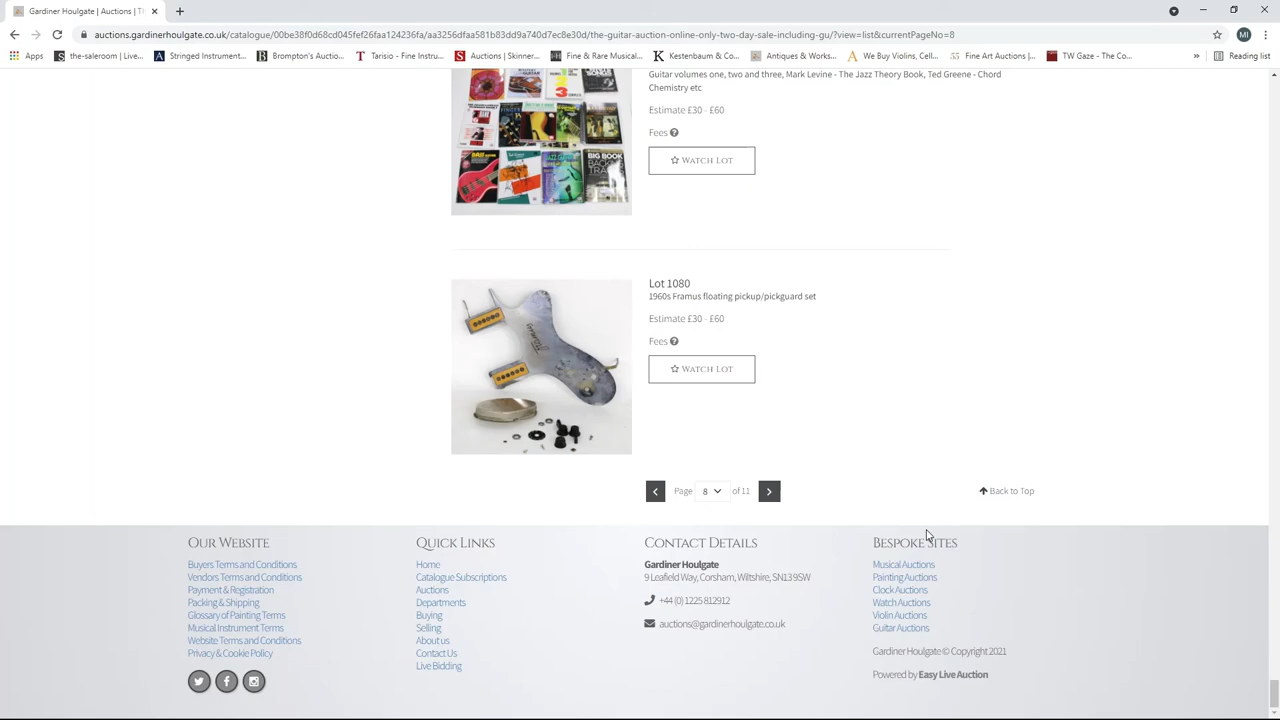 Gardiner Houlgate | Auctions | Th
auctions.gardinerhoulgate.co.uk/catalogue/00be38f0d68cd045fef26faa124236fa/aa3256dfaa581b83dd9a740d7ec8e30d/the-guitar-auction-online-only-two-day-sale-including-gu/?view=list&currentPageNo=8
MI
Apps the-saleroom | Live... Stringed Instrument... Brompton's Auctio... Tarisio - Fine Instru... Auctions | Skinner... Fine & Rare Musical... Kestenbaum & Co... Antiques & Works o... We Buy Violins, Cell... Fine Art Auctions |... TW Gaze - The Co... » Reading list
Guitar volumes one, two and three, Mark Levine - The Jazz Theory Book, Ted Greene - Chord
Chemistry etc
Estimate £30 - £60
Fees
WATCH LOT
BIG BOOK
BACKING
TRACKS
Lot 1080
1960s Framus floating pickup/pickguard set
Estimate £30 - £60
Fees
WATCH LOT
Framus
Page 8 of 11
Back to Top
OUR WEBSITE
Buyers Terms and Conditions
Vendors Terms and Conditions
Payment & Registration
Packing & Shipping
Glossary of Painting Terms
Musical Instrument Terms
Website Terms and Conditions
Privacy & Cookie Policy
QUICK LINKS
Home
Catalogue Subscriptions
Auctions
Departments
Buying
Selling
About us
Contact Us
Live Bidding
CONTACT DETAILS
Gardiner Houlgate
9 Leafield Way, Corsham, Wiltshire, SN13 9SW
+44 (0) 1225 812912
auctions@gardinerhoulgate.co.uk
BESPOKE SITES
Musical Auctions
Painting Auctions
Clock Auctions
Watch Auctions
Violin Auctions
Guitar Auctions
Gardiner Houlgate © Copyright 2021
Powered by Easy Live Auction